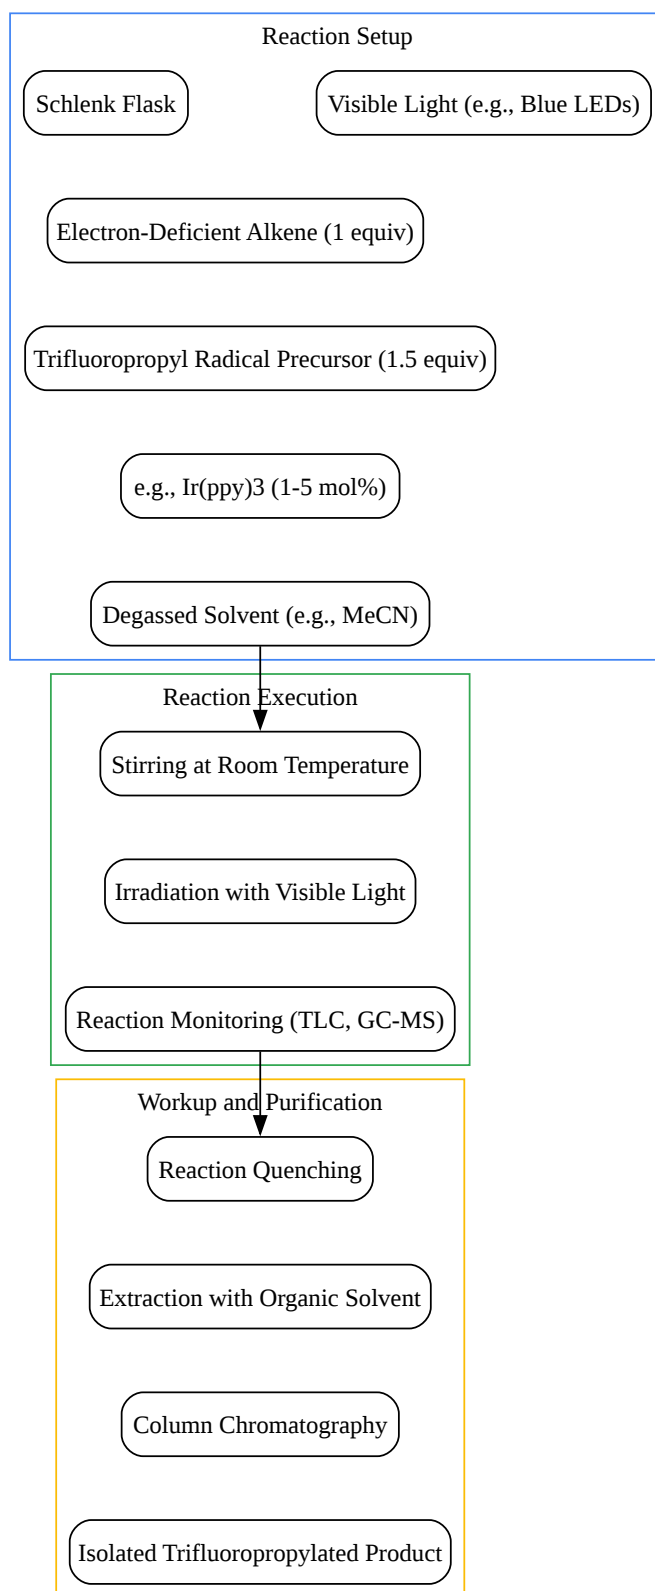 Reaction Setup
Schlenk Flask
Visible Light (e.g., Blue LEDs)
Electron-Deficient Alkene (1 equiv)
Trifluoropropyl Radical Precursor (1.5 equiv)
e.g., Ir(ppy)3 (1-5 mol%)
Degassed Solvent (e.g., MeCN)
Reaction Execution
Stirring at Room Temperature
Irradiation with Visible Light
Reaction Monitoring (TLC, GC-MS)
Workup and Purification
Reaction Quenching
Extraction with Organic Solvent
Column Chromatography
Isolated Trifluoropropylated Product